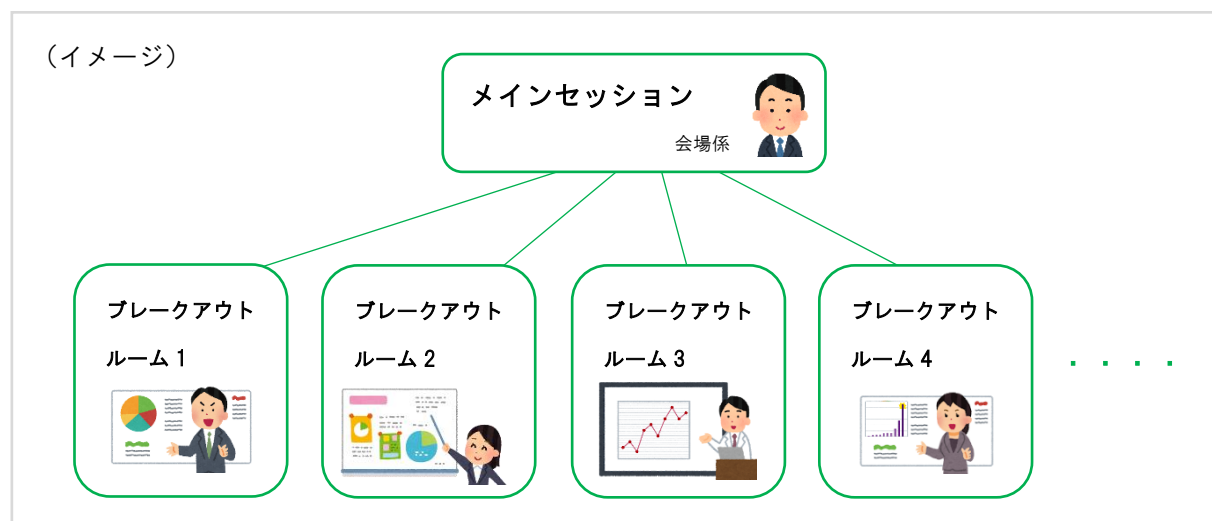 （イメージ）
メインセッション
会場係
ブレークアウト
ルーム 1
ブレークアウト
ルーム 2
ブレークアウト
ルーム 3
ブレークアウト
ルーム 4
・・・・